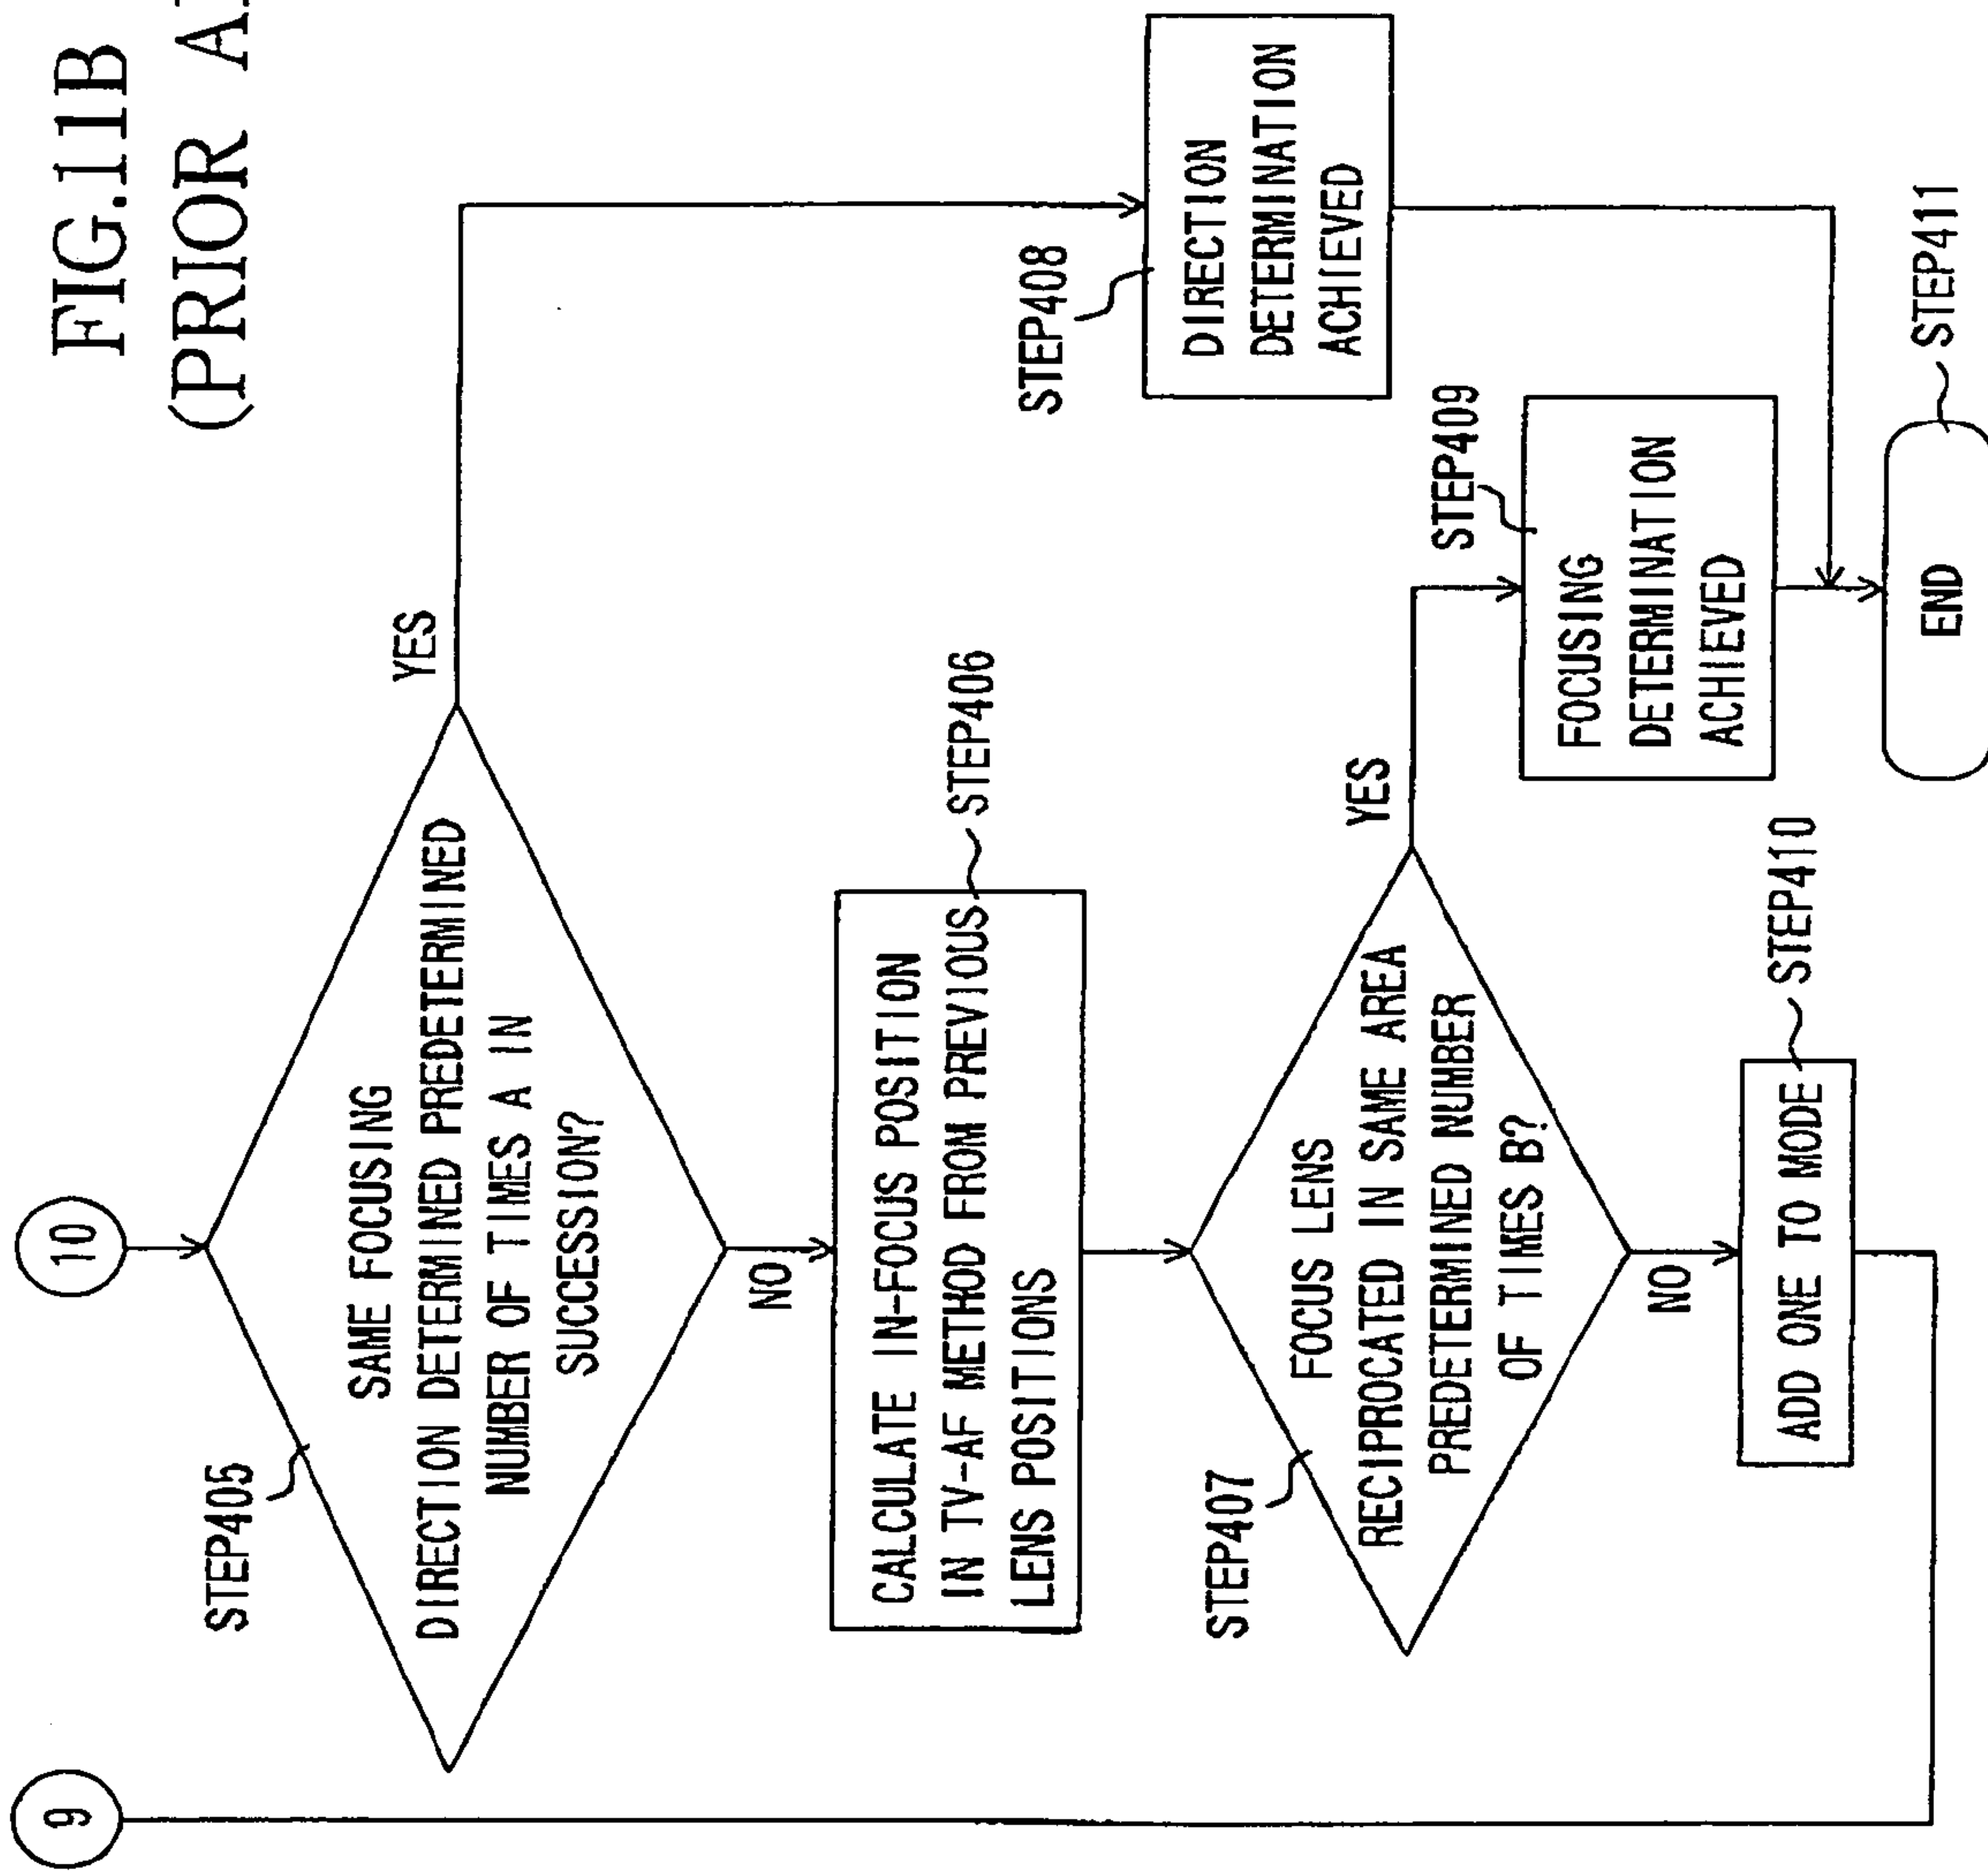 FIG.11B
(PRIOR A
9
10
STEP405
SAME FOCUSING
DIRECTION DETERMINED PREDETERMINED
NUMBER OF TIMES A IN
SUCCESSION?
YES
NO
CALCULATE IN-FOCUS POSITION
IN TV-AF METHOD FROM PREVIOUS
LENS POSITIONS
STEP406
STEP407
FOCUS LENS
RECIPROCATED IN SAME AREA
PREDETERMINED NUMBER
OF TIMES B?
YES
NO
STEP408
DIRECTION
DETERMINATION
ACHIEVED
STEP409
FOCUSING
DETERMINATION
ACHIEVED
ADD ONE TO MODE
STEP410
END
STEP411